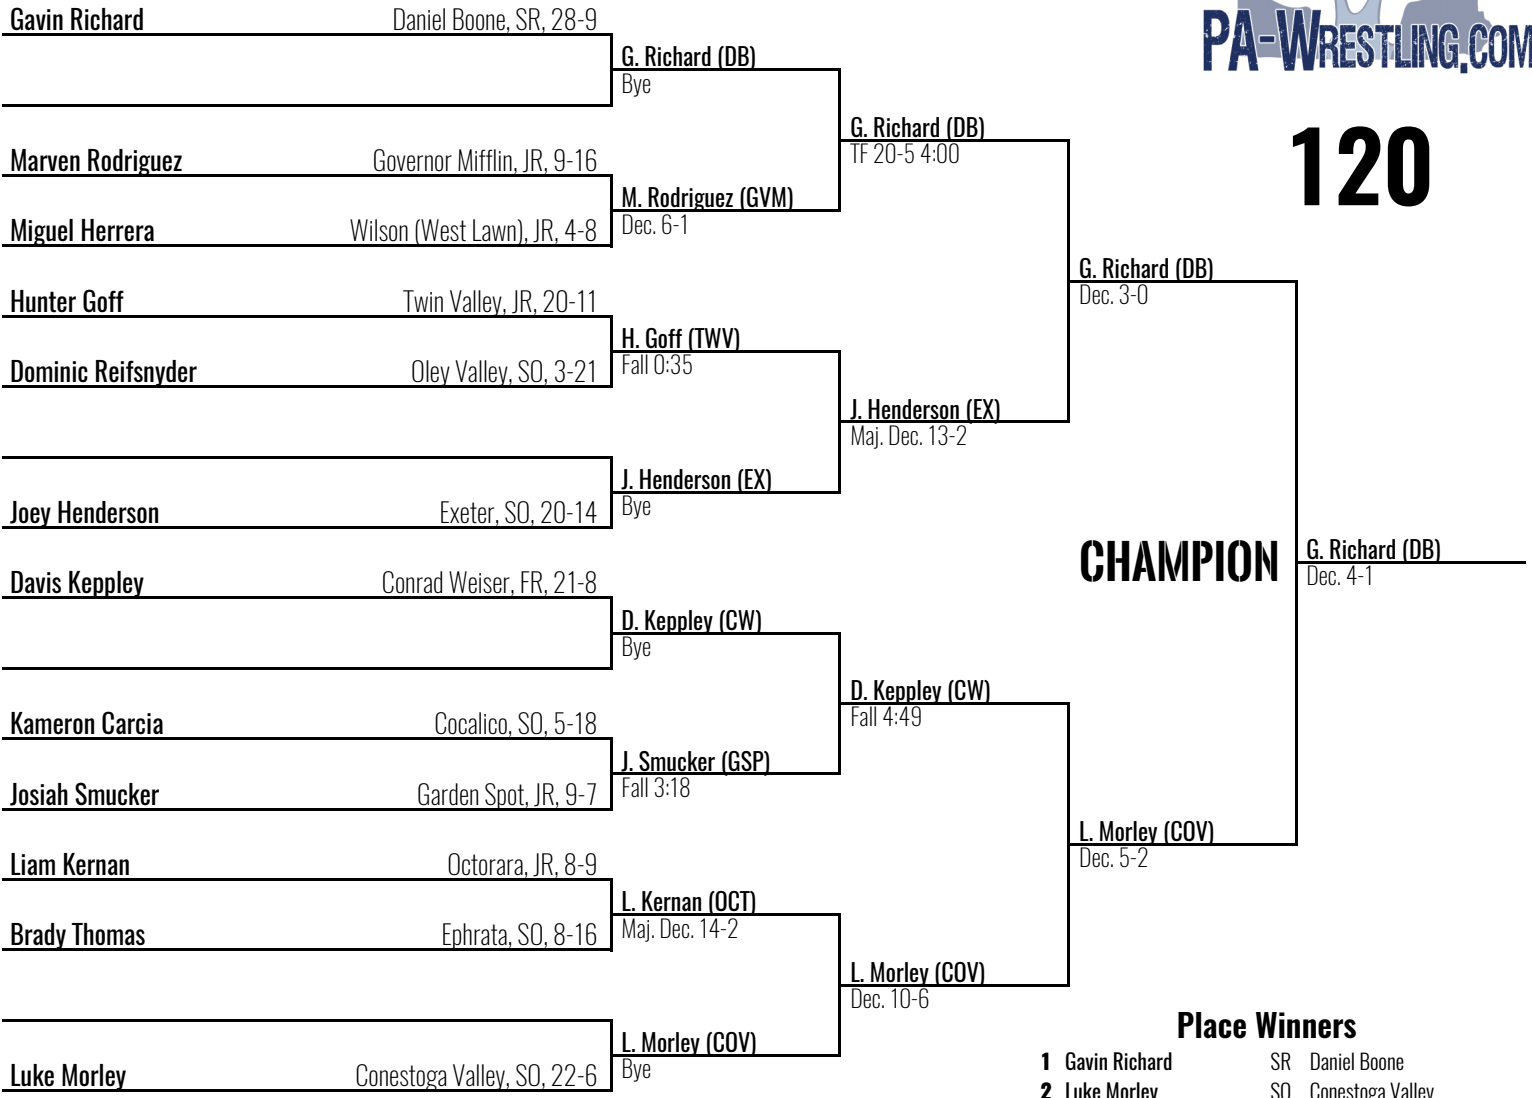 PA-WRESTLING.COM
120
Gavin Richard Daniel Boone, SR, 28-9
G. Richard (DB)
Bye
Marven Rodriguez Governor Mifflin, JR, 9-16
M. Rodriguez (GVM)
Dec. 6-1
Miguel Herrera Wilson (West Lawn), JR, 4-8
G. Richard (DB)
TF 20-5 4:00
Hunter Goff Twin Valley, JR, 20-11
H. Goff (TWV)
Fall 0:35
Dominic Reifsnyder Oley Valley, SO, 3-21
J. Henderson (EX)
Bye
Joey Henderson Exeter, SO, 20-14
J. Henderson (EX)
Maj. Dec. 13-2
G. Richard (DB)
Dec. 3-0
Davis Keppley Conrad Weiser, FR, 21-8
D. Keppley (CW)
Bye
Kameron Carcia Cocalico, SO, 5-18
J. Smucker (GSP)
Fall 3:18
Josiah Smucker Garden Spot, JR, 9-7
D. Keppley (CW)
Fall 4:49
Liam Kernan Octorara, JR, 8-9
L. Kernan (OCT)
Maj. Dec. 14-2
Brady Thomas Ephrata, SO, 8-16
L. Morley (COV)
Bye
Luke Morley Conestoga Valley, SO, 22-6
L. Morley (COV)
Dec. 10-6
L. Morley (COV)
Dec. 5-2
CHAMPION
G. Richard (DB)
Dec. 4-1
Place Winners
1 Gavin Richard SR Daniel Boone
2 Luke Morley SO Conestoga Valley